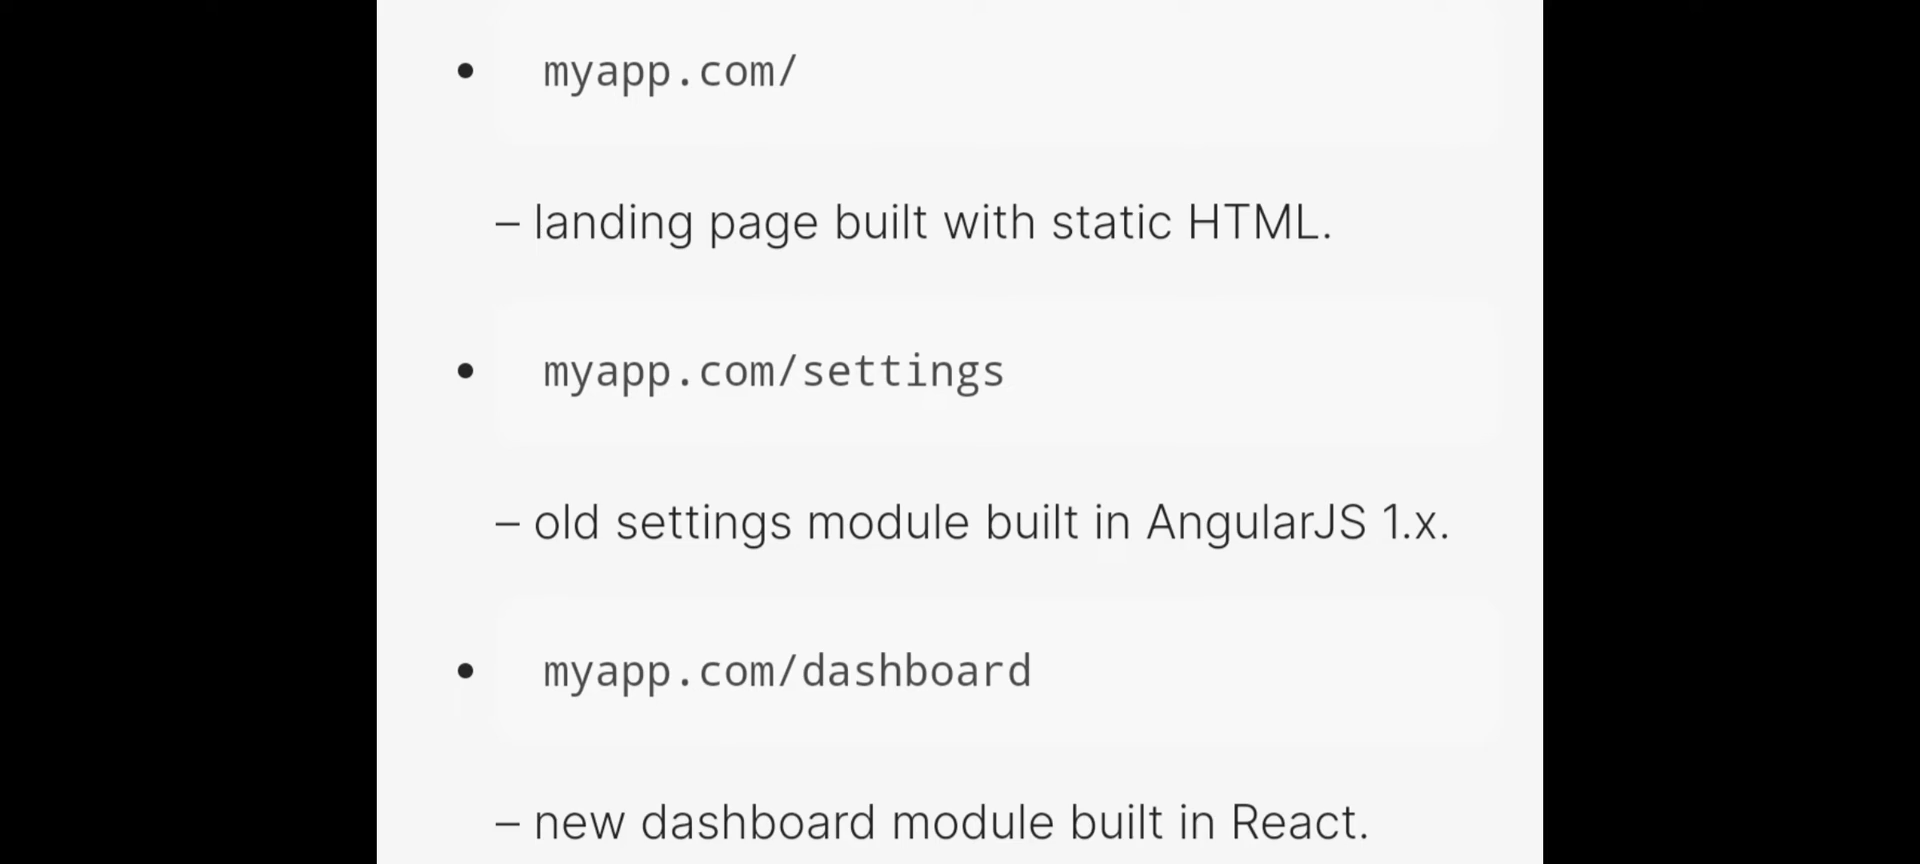 • myapp.com/
– landing page built with static HTML.
• myapp.com/settings
– old settings module built in AngularJS 1.x.
• myapp.com/dashboard
– new dashboard module built in React.